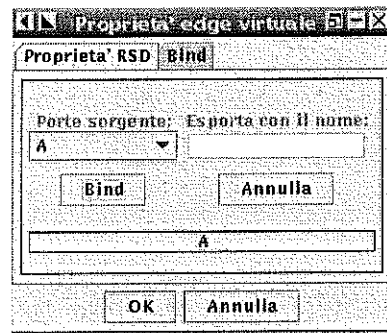 Proprieta' edge virtuale
Proprieta' RSD Bind
Porte sorgente: Esporta con il nome:
A
Bind Annulla
A
OK Annulla